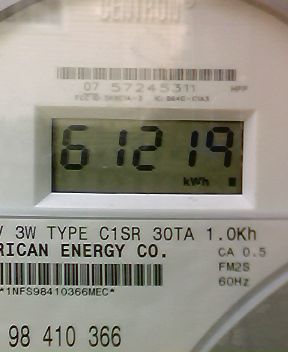 CENTRON
07 57245311
61219
kWh
V 3W TYPE C1SR 30TA 1.0Kh
RICAN ENERGY CO.
CA 0.5
FM2S
60Hz
*1NFS98410366MEC*
98 410 366